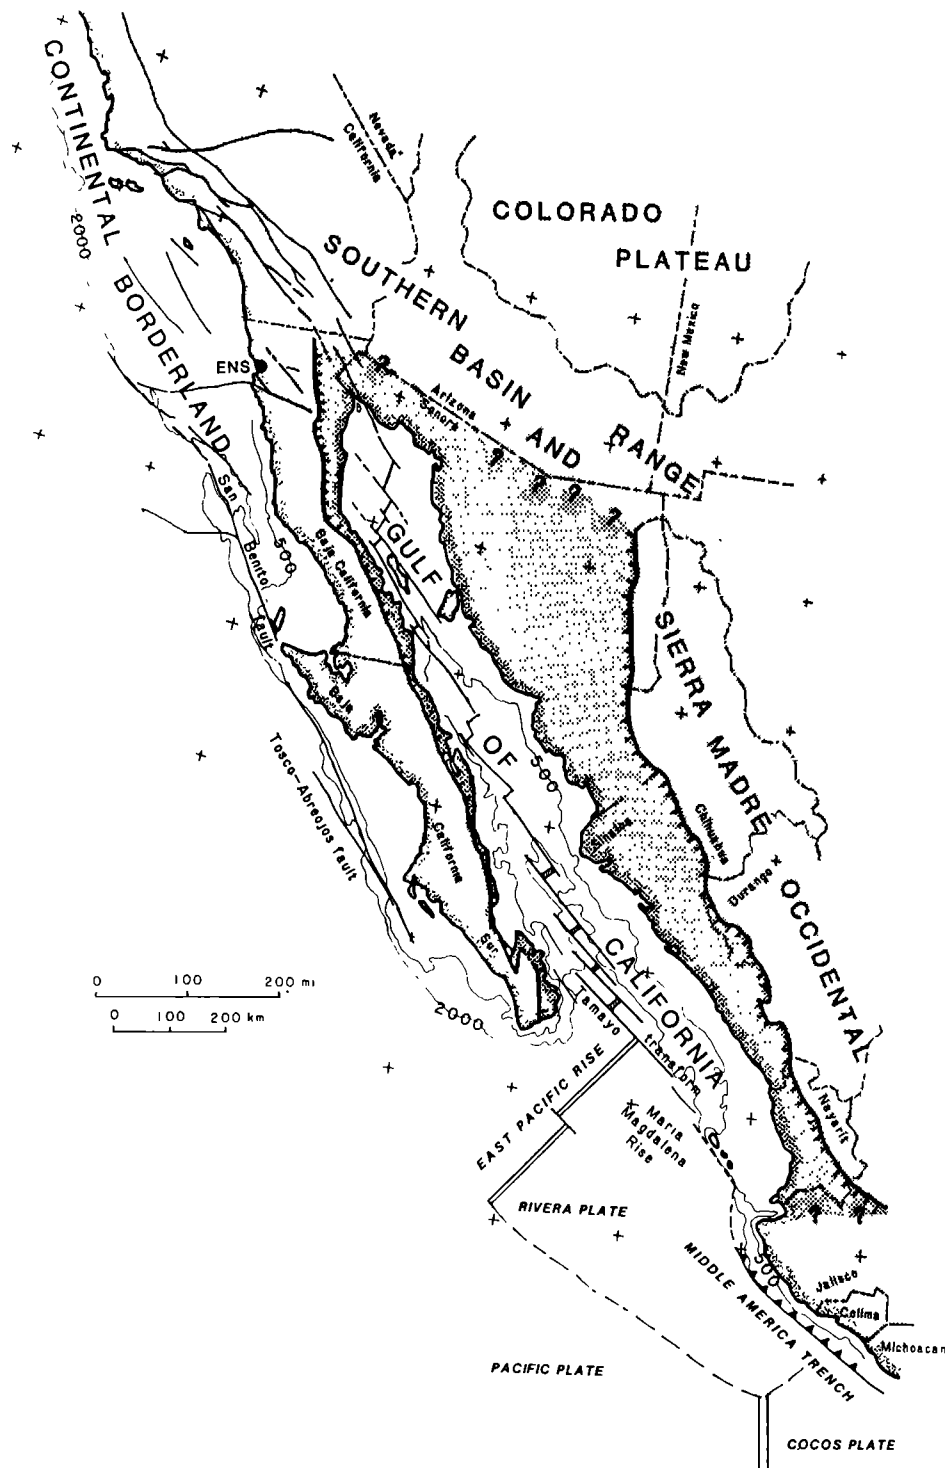 CONTINENTAL BORDERLAND
2000
Nevada
California
COLORADO
PLATEAU
SOUTHERN BASIN AND RANGE
New Mexico
ENS
Arizona
Sonora
?
?
?
?
?
San Benito fault
500
Baja California
GULF OF CALIFORNIA
SIERRA MADRE OCCIDENTAL
Baja California Sur
500
Tosco-Abreojos fault
Sinaloa
Chihuahua
Durango
0 100 200 mi
0 100 200 km
2000
Tamayo transform
EAST PACIFIC RISE
Maria
Magdalena
Rise
Nayarit
RIVERA PLATE
?
?
500
MIDDLE AMERICA TRENCH
Jalisco
Colima
Michoacan
PACIFIC PLATE
COCOS PLATE